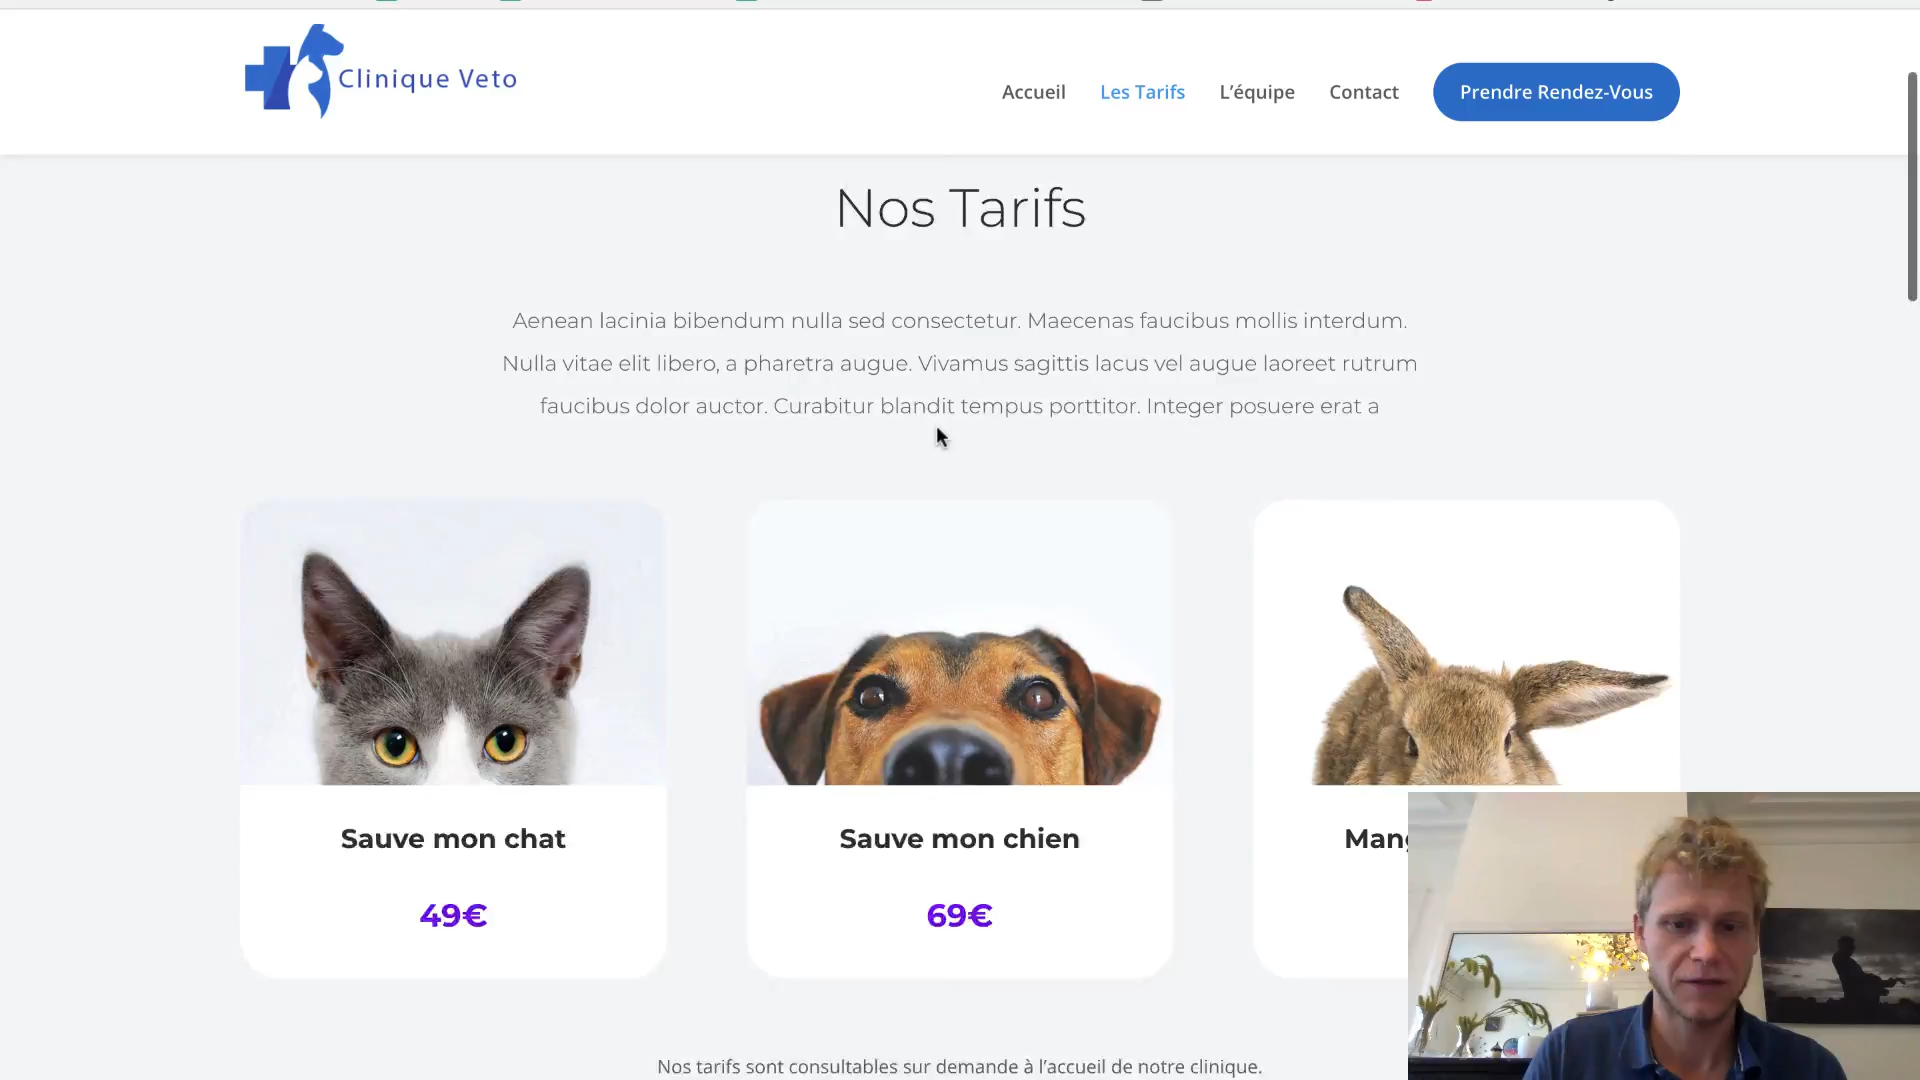 Clinique Veto
Accueil
Les Tarifs
L’équipe
Contact
Prendre Rendez-Vous
Nos Tarifs
Aenean lacinia bibendum nulla sed consectetur. Maecenas faucibus mollis interdum.
Nulla vitae elit libero, a pharetra augue. Vivamus sagittis lacus vel augue laoreet rutrum
faucibus dolor auctor. Curabitur blandit tempus porttitor. Integer posuere erat a
Sauve mon chat
49€
Sauve mon chien
69€
Nos tarifs sont consultables sur demande à l’accueil de notre clinique.